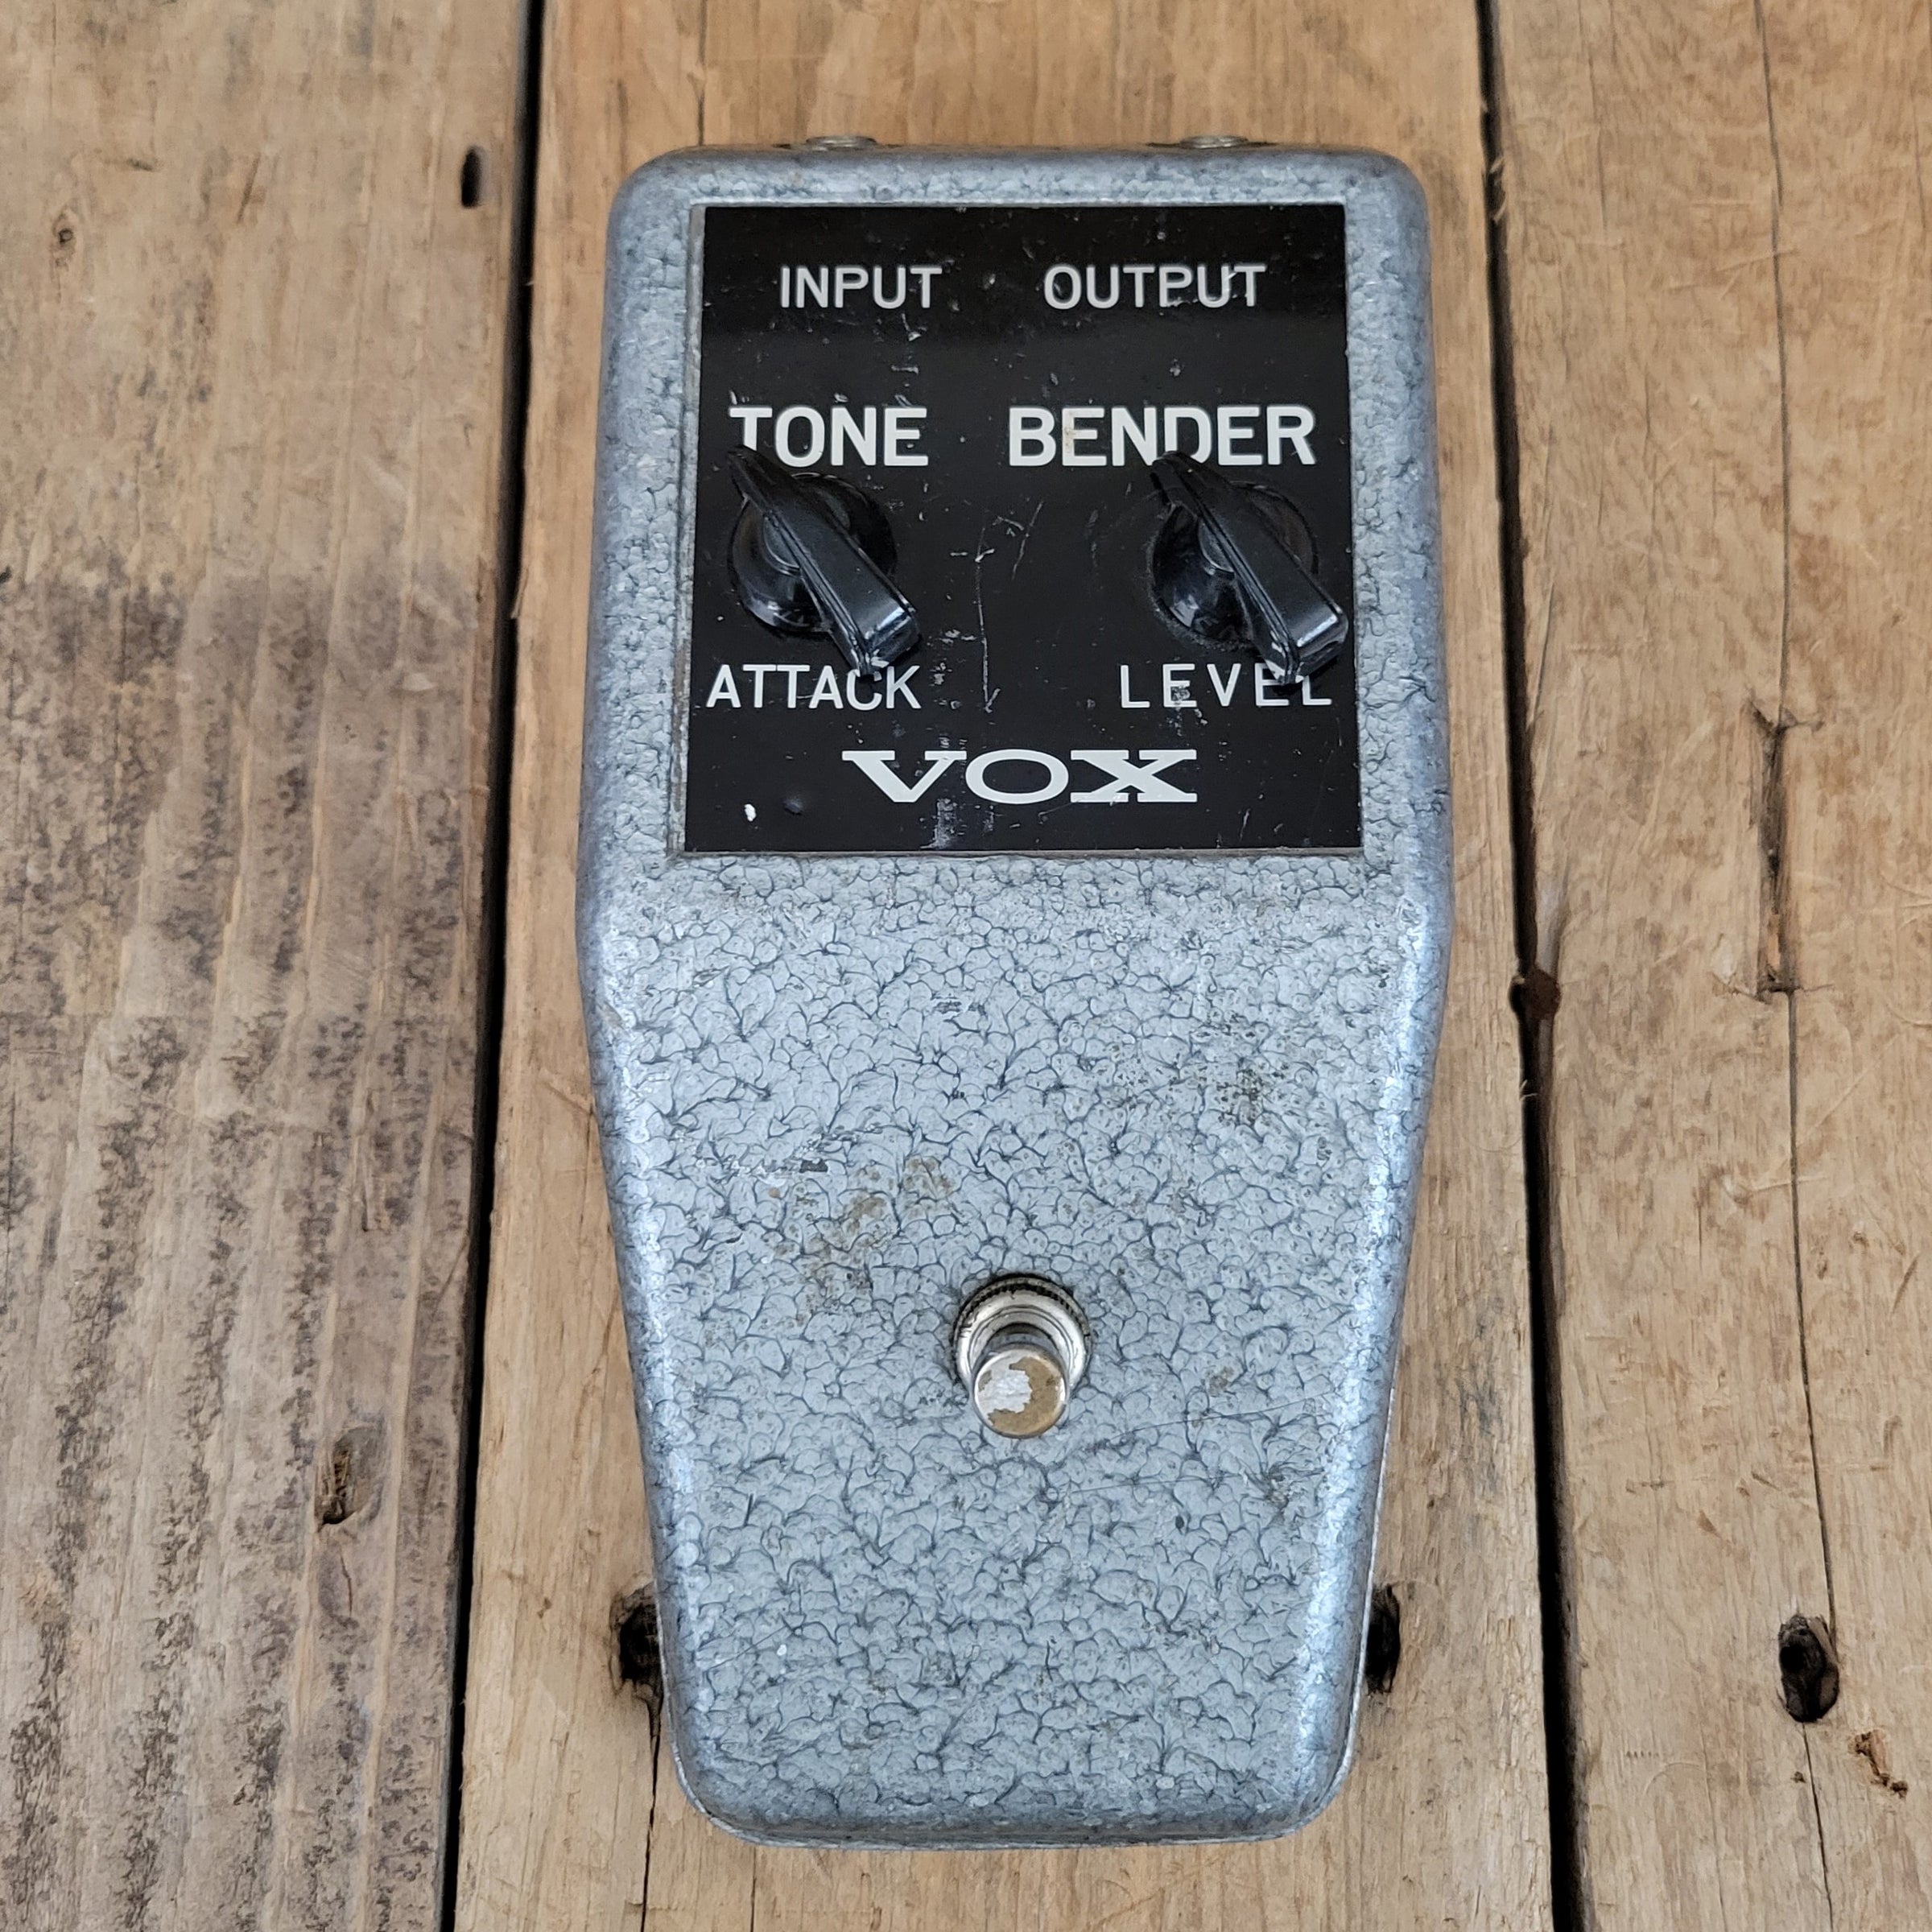 INPUT OUTPUT
TONE BENDER
ATTACK LEVEL
VOX